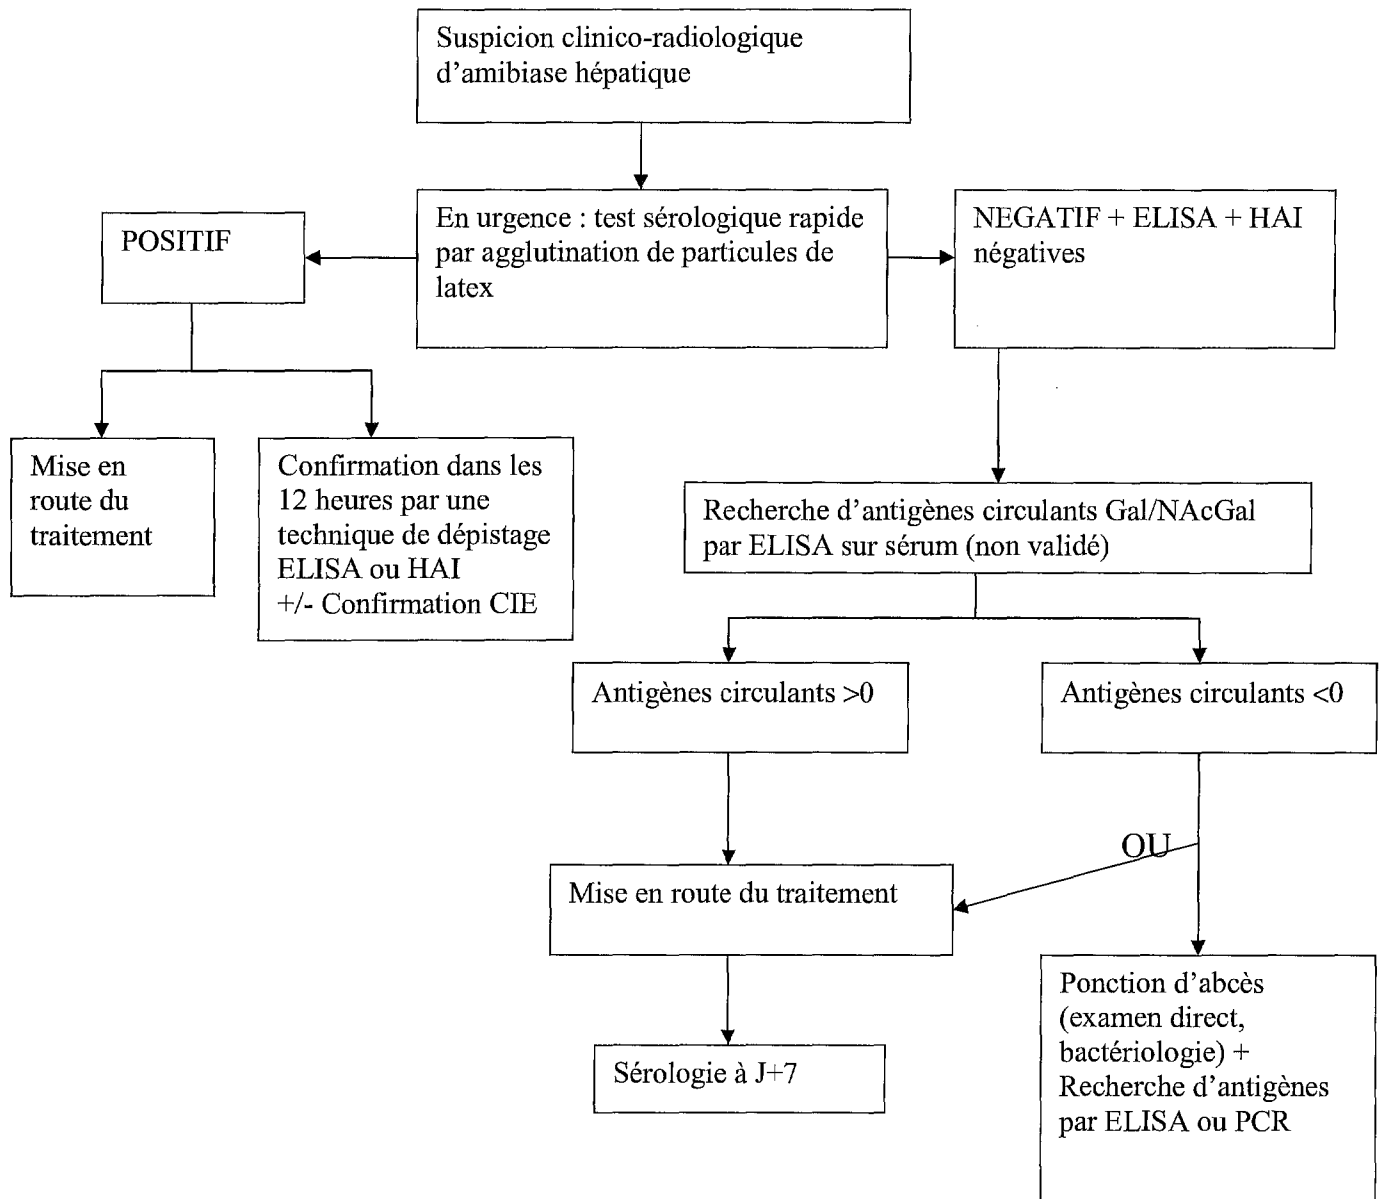 Suspicion clinico-radiologique
d'amibiase hépatique
POSITIF
En urgence : test sérologique rapide
par agglutination de particules de
latex
NEGATIF + ELISA + HAI
négatives
Mise en
route du
traitement
Confirmation dans les
12 heures par une
technique de dépistage
ELISA ou HAI
+/- Confirmation CIE
Recherche d'antigènes circulants Gal/NAcGal
par ELISA sur sérum (non validé)
Antigènes circulants >0
Antigènes circulants <0
OU
Mise en route du traitement
Sérologie à J+7
Ponction d'abcès
(examen direct,
bactériologie) +
Recherche d'antigènes
par ELISA ou PCR